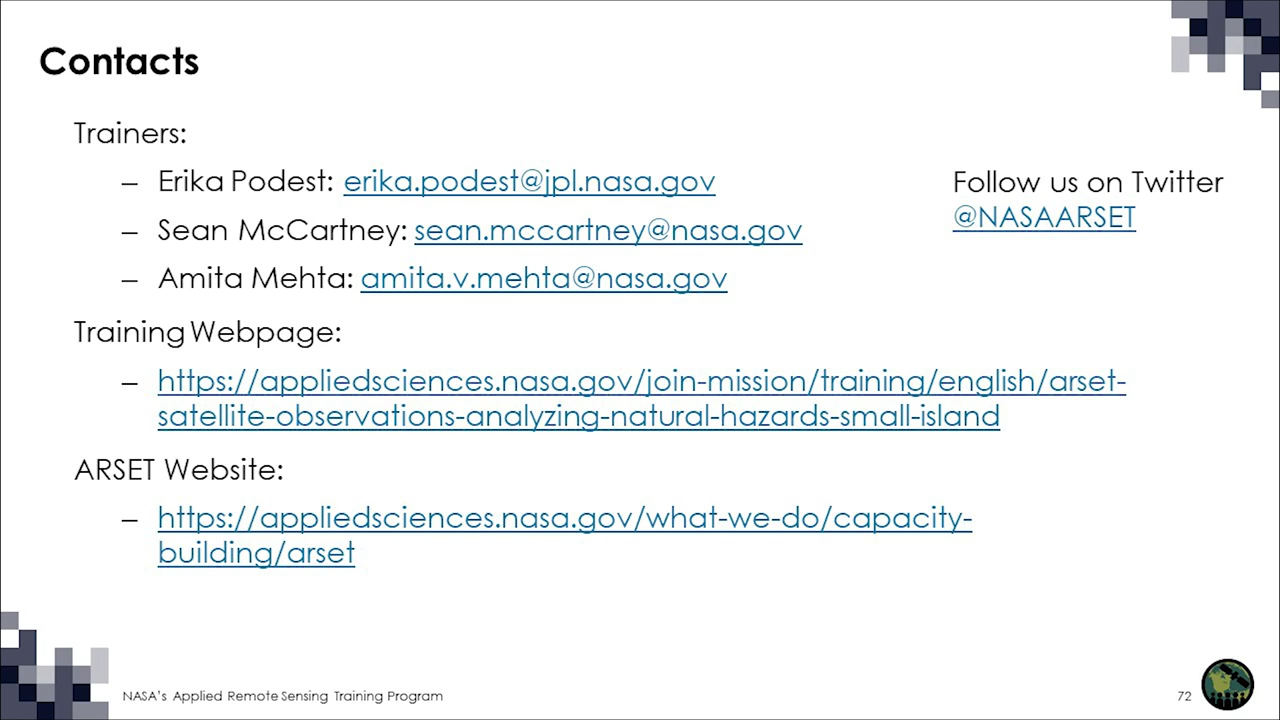 Contacts
Trainers:
– Erika Podest: erika.podest@jpl.nasa.gov
– Sean McCartney: sean.mccartney@nasa.gov
– Amita Mehta: amita.v.mehta@nasa.gov
Follow us on Twitter
@NASAARSET
Training Webpage:
– https://appliedsciences.nasa.gov/join-mission/training/english/arset-
satellite-observations-analyzing-natural-hazards-small-island
ARSET Website:
– https://appliedsciences.nasa.gov/what-we-do/capacity-
building/arset
NASA's Applied Remote Sensing Training Program
72